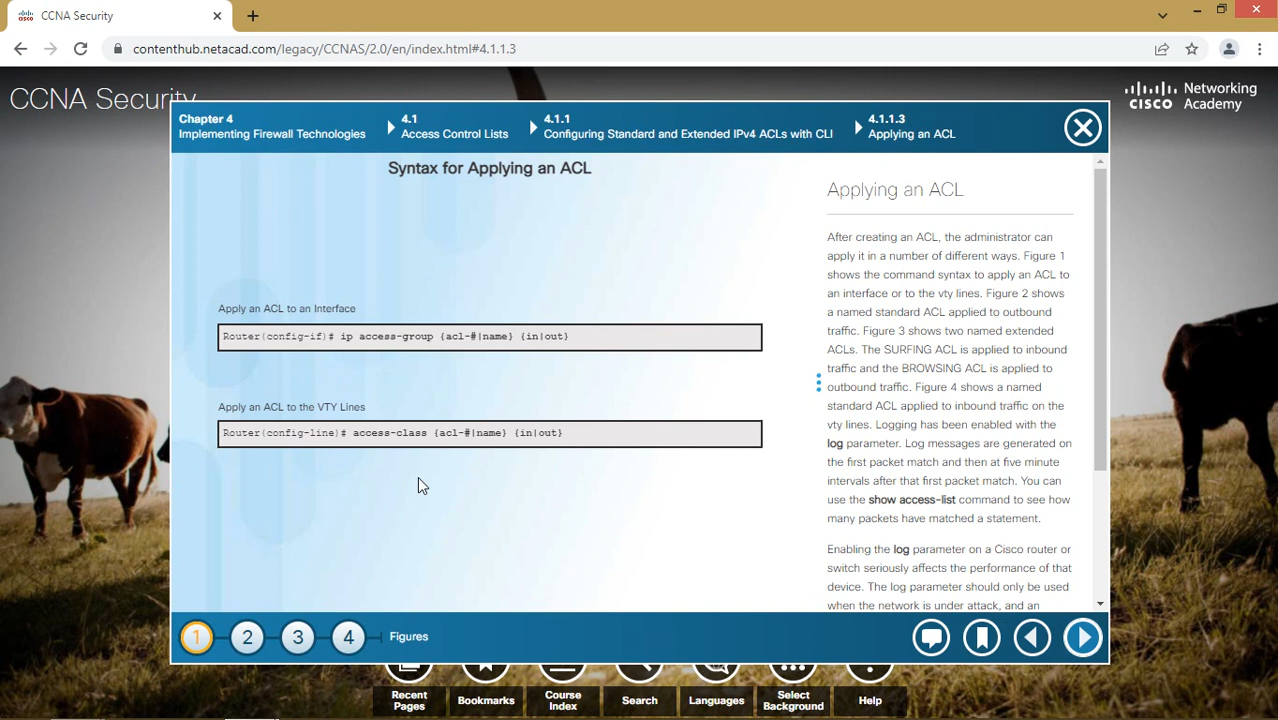 CCNA Security
contenthub.netacad.com/legacy/CCNAS/2.0/en/index.html#4.1.1.3
CCNA Security
Networking
CISCO Academy
Chapter 4
Implementing Firewall Technologies
4.1
Access Control Lists
4.1.1
Configuring Standard and Extended IPv4 ACLs with CLI
4.1.1.3
Applying an ACL
Syntax for Applying an ACL
Apply an ACL to an Interface
Router(config-if)# ip access-group {acl-#|name} {in|out}
Apply an ACL to the VTY Lines
Router(config-line)# access-class {acl-#|name} {in|out}
Applying an ACL
After creating an ACL, the administrator can
apply it in a number of different ways. Figure 1
shows the command syntax to apply an ACL to
an interface or to the vty lines. Figure 2 shows
a named standard ACL applied to outbound
traffic. Figure 3 shows two named extended
ACLs. The SURFING ACL is applied to inbound
traffic and the BROWSING ACL is applied to
outbound traffic. Figure 4 shows a named
standard ACL applied to inbound traffic on the
vty lines. Logging has been enabled with the
log parameter. Log messages are generated on
the first packet match and then at five minute
intervals after that first packet match. You can
use the show access-list command to see how
many packets have matched a statement.
Enabling the log parameter on a Cisco router or
switch seriously affects the performance of that
device. The log parameter should only be used
when the network is under attack, and an
1 2 3 4 Figures
Recent Pages
Bookmarks
Course Index
Search
Languages
Select Background
Help